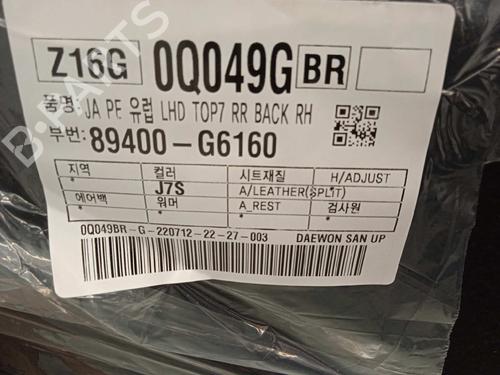 Z16G 0Q049G BR
품명: JA PE 유럽 LHD TOP7 RR BACK RH
부번: 89400-G6160
지역 컬러 시트재질 H/ADJUST
* J7S A/LEATHER(SPLIT) *
에어백 워머 A_REST 검사원
* * *
0Q049BR-G-220712-22-27-003 DAEWON SAN UP
B-PARTS